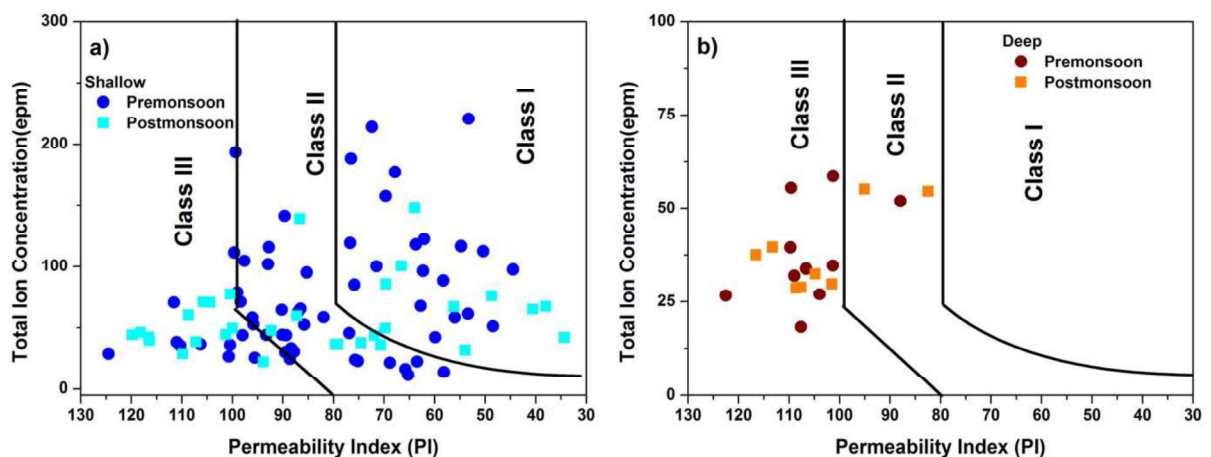 a)
Shallow
Premonsoon
Postmonsoon
Class III
Class II
Class I
Total Ion Concentration(epm)
300
200
100
0
130 120 110 100 90 80 70 60 50 40 30
Permeability Index (PI)
b)
Deep
Premonsoon
Postmonsoon
Class III
Class II
Class I
Total Ion Concentration(epm)
100
75
50
25
0
130 120 110 100 90 80 70 60 50 40 30
Permeability Index (PI)